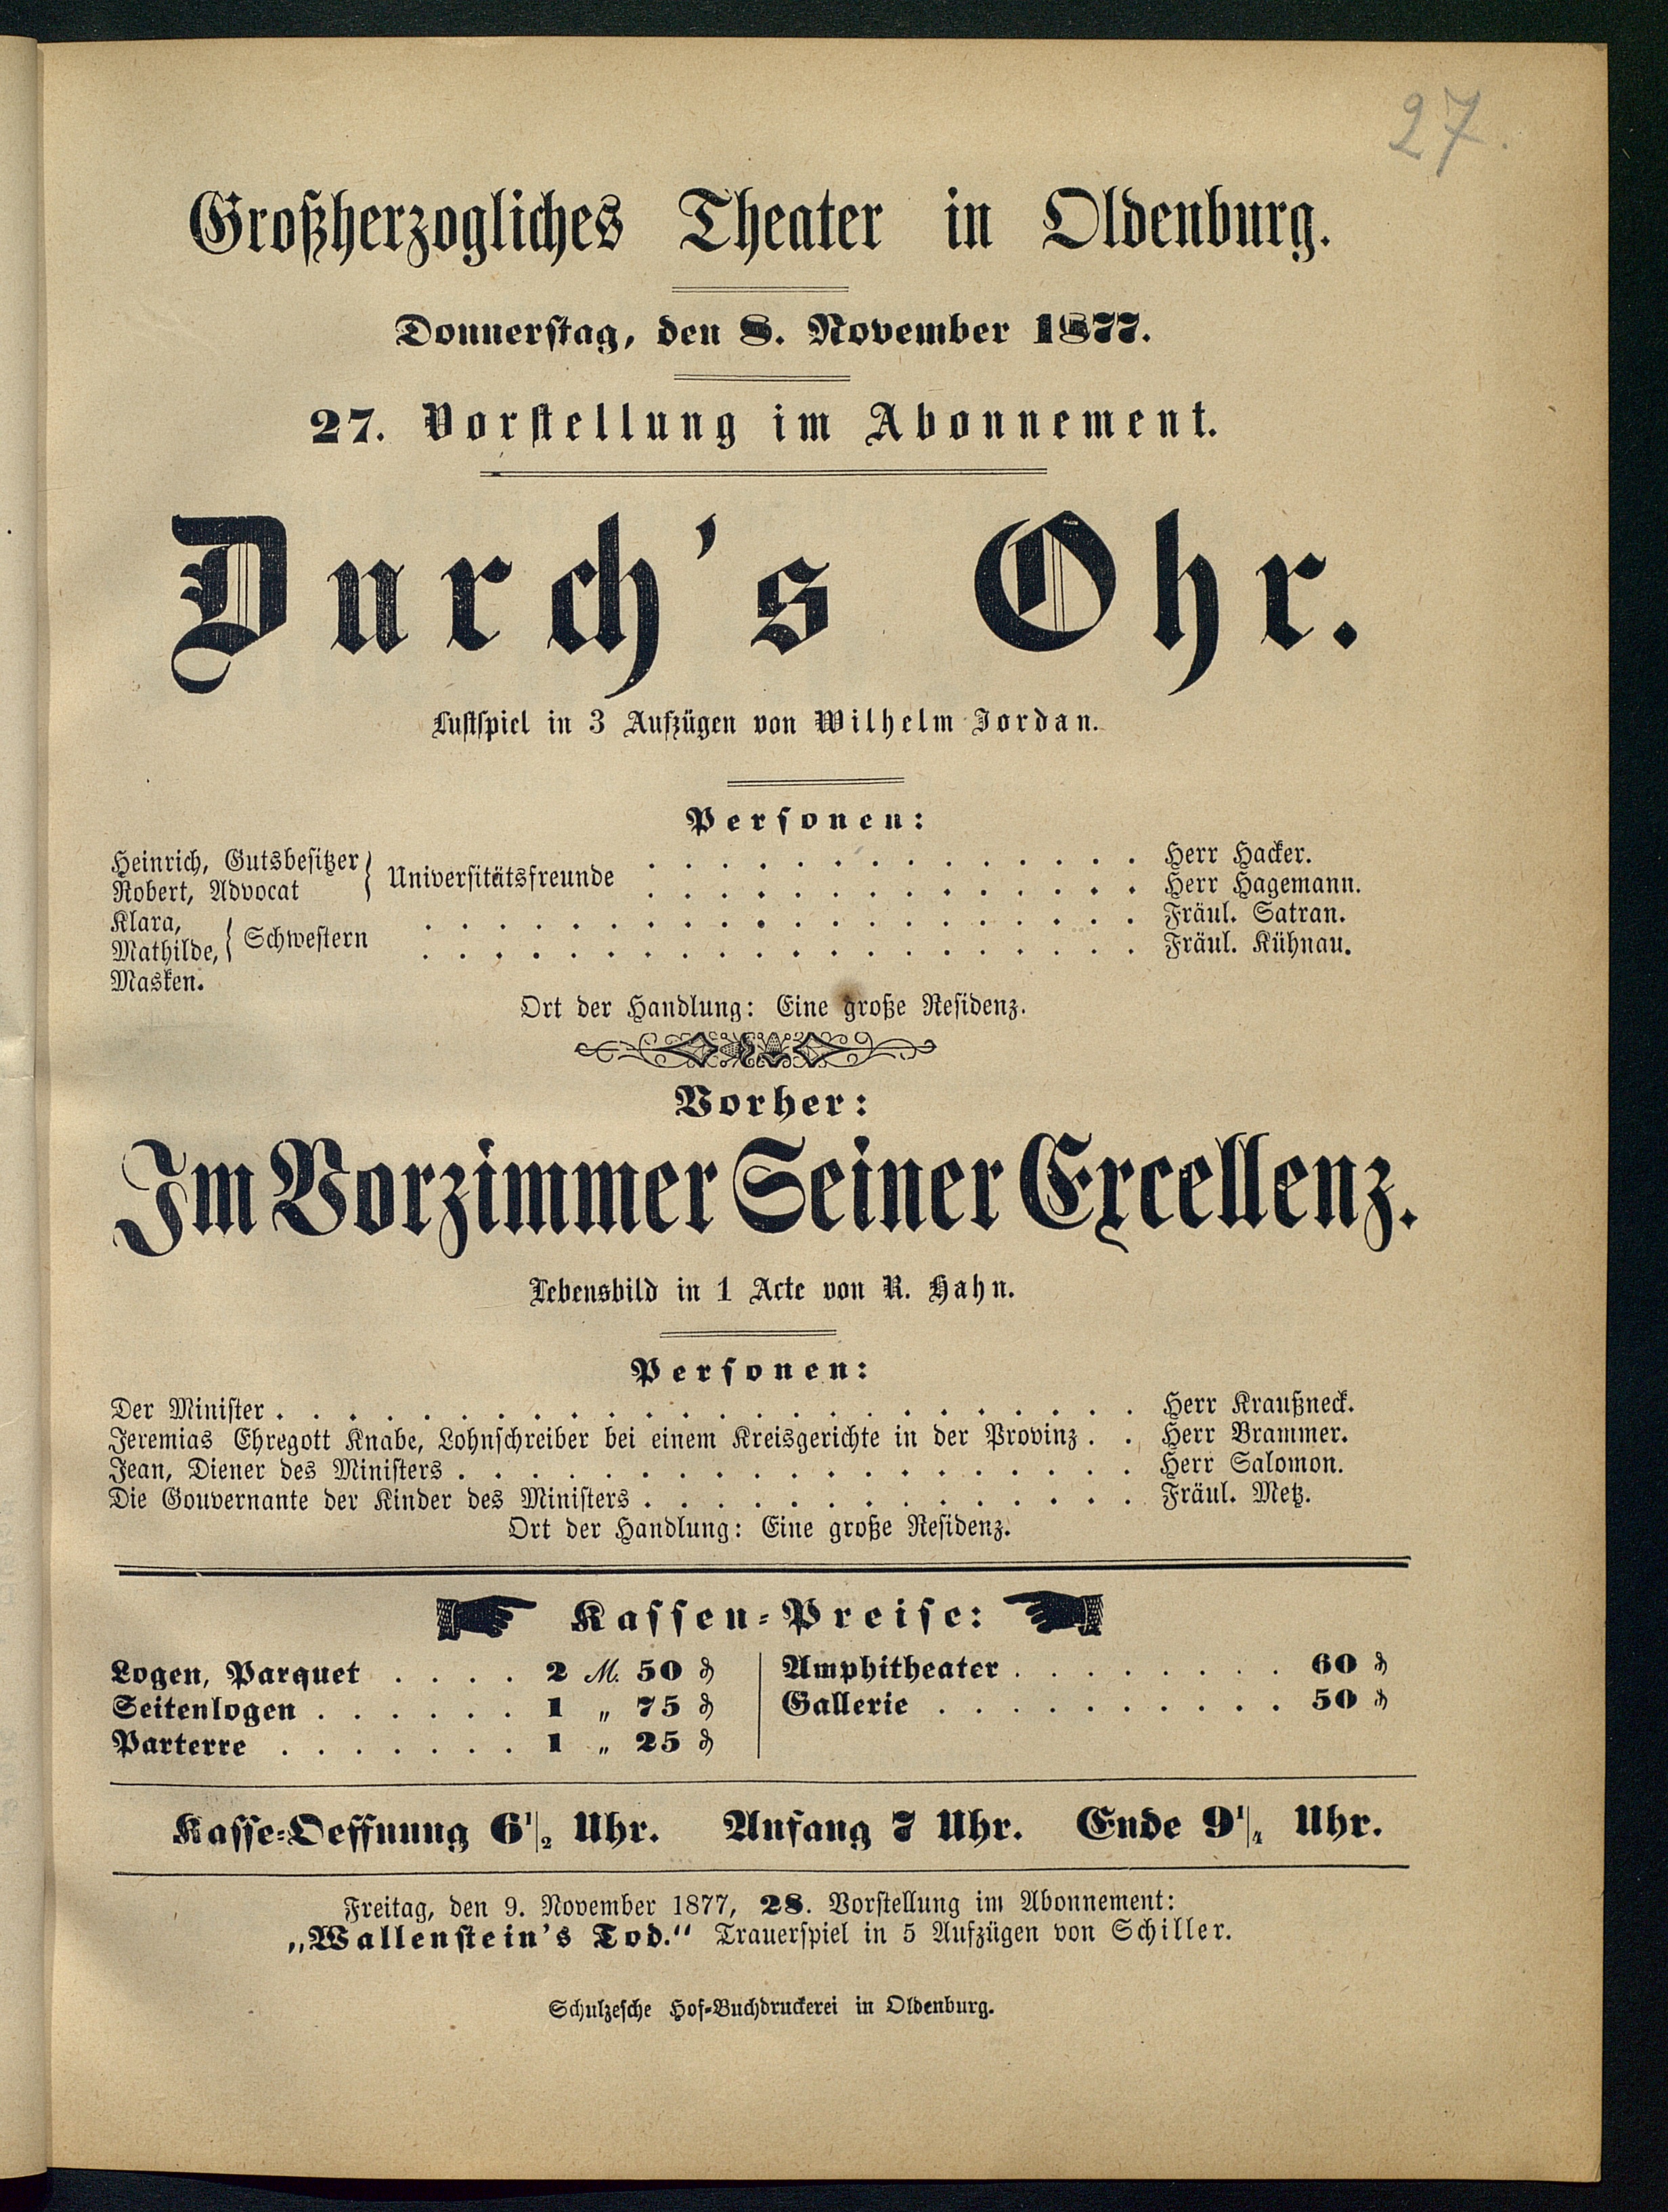 27.
Großherzogliches Theater in Oldenburg.
Donnerstag, den 8. November 1877.
27. Vorstellung im Abonnement.
Durch's Ohr.
Lustspiel in 3 Aufzügen von Wilhelm Jordan.
Personen:
Heinrich, Gutsbesitzer } Universitätsfreunde . . . . . . . . . . . . . . Herr Hacker.
Robert, Advocat . . . . . . . . . . . . . . Herr Hagemann.
Klara, { Schwestern . . . . . . . . . . . . . . . . . . . . Fräul. Satran.
Mathilde, . . . . . . . . . . . . . . . . . . . . Fräul. Kühnau.
Masken.
Ort der Handlung: Eine große Residenz.
Vorher:
Im Vorzimmer Seiner Excellenz.
Lebensbild in 1 Acte von R. Hahn.
Personen:
Der Minister . . . . . . . . . . . . . . . . . . . . . . . . Herr Kraußneck.
Jeremias Ehregott Knabe, Lohnschreiber bei einem Kreisgerichte in der Provinz . . Herr Brammer.
Jean, Diener des Ministers . . . . . . . . . . . . . . . . . . . Herr Salomon.
Die Gouvernante der Kinder des Ministers . . . . . . . . . . . . . . Fräul. Metz.
Ort der Handlung: Eine große Residenz.
Kassen-Preise:
Logen, Parquet . . . . 2 M. 50 ₰
Seitenlogen . . . . . . 1 „ 75 ₰
Parterre . . . . . . . 1 „ 25 ₰
Amphitheater . . . . . . . . 60 ₰
Gallerie . . . . . . . . . . 50 ₰
Kasse-Oeffnung 6 1/2 Uhr. Anfang 7 Uhr. Ende 9 1/4 Uhr.
Freitag, den 9. November 1877, 28. Vorstellung im Abonnement:
„Wallenstein's Tod.“ Trauerspiel in 5 Aufzügen von Schiller.
Schulzesche Hof-Buchdruckerei in Oldenburg.